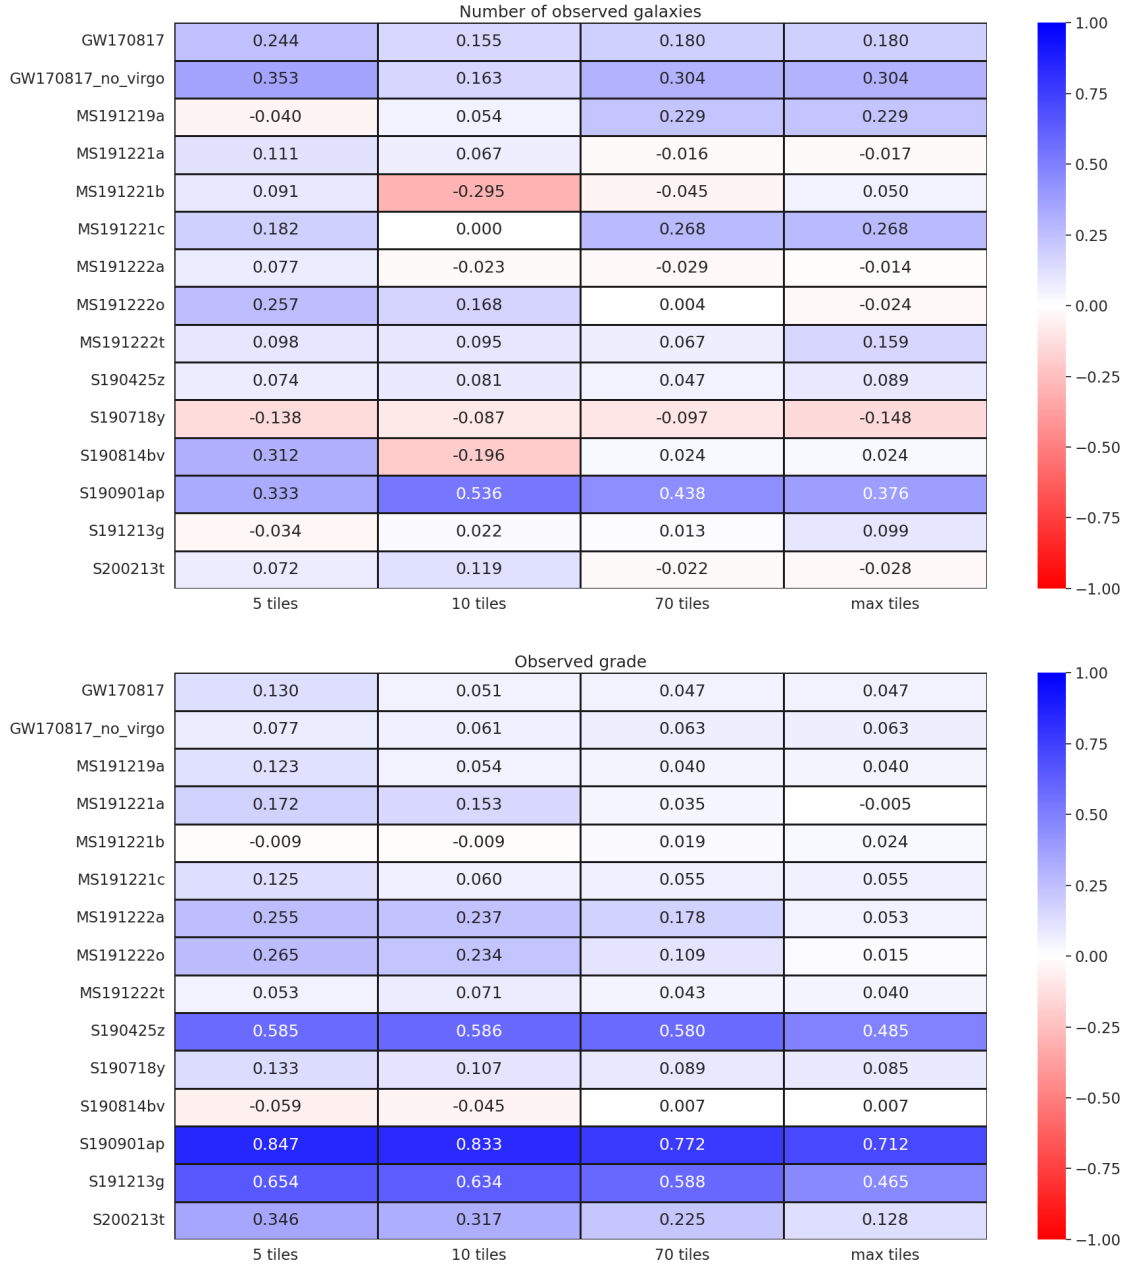 Number of observed galaxies
GW170817 0.244 0.155 0.180 0.180
GW170817_no_virgo 0.353 0.163 0.304 0.304
MS191219a -0.040 0.054 0.229 0.229
MS191221a 0.111 0.067 -0.016 -0.017
MS191221b 0.091 -0.295 -0.045 0.050
MS191221c 0.182 0.000 0.268 0.268
MS191222a 0.077 -0.023 -0.029 -0.014
MS191222o 0.257 0.168 0.004 -0.024
MS191222t 0.098 0.095 0.067 0.159
S190425z 0.074 0.081 0.047 0.089
S190718y -0.138 -0.087 -0.097 -0.148
S190814bv 0.312 -0.196 0.024 0.024
S190901ap 0.333 0.536 0.438 0.376
S191213g -0.034 0.022 0.013 0.099
S200213t 0.072 0.119 -0.022 -0.028
5 tiles 10 tiles 70 tiles max tiles
1.00
0.75
0.50
0.25
0.00
−0.25
−0.50
−0.75
−1.00
Observed grade
GW170817 0.130 0.051 0.047 0.047
GW170817_no_virgo 0.077 0.061 0.063 0.063
MS191219a 0.123 0.054 0.040 0.040
MS191221a 0.172 0.153 0.035 -0.005
MS191221b -0.009 -0.009 0.019 0.024
MS191221c 0.125 0.060 0.055 0.055
MS191222a 0.255 0.237 0.178 0.053
MS191222o 0.265 0.234 0.109 0.015
MS191222t 0.053 0.071 0.043 0.040
S190425z 0.585 0.586 0.580 0.485
S190718y 0.133 0.107 0.089 0.085
S190814bv -0.059 -0.045 0.007 0.007
S190901ap 0.847 0.833 0.772 0.712
S191213g 0.654 0.634 0.588 0.465
S200213t 0.346 0.317 0.225 0.128
5 tiles 10 tiles 70 tiles max tiles
1.00
0.75
0.50
0.25
0.00
−0.25
−0.50
−0.75
−1.00